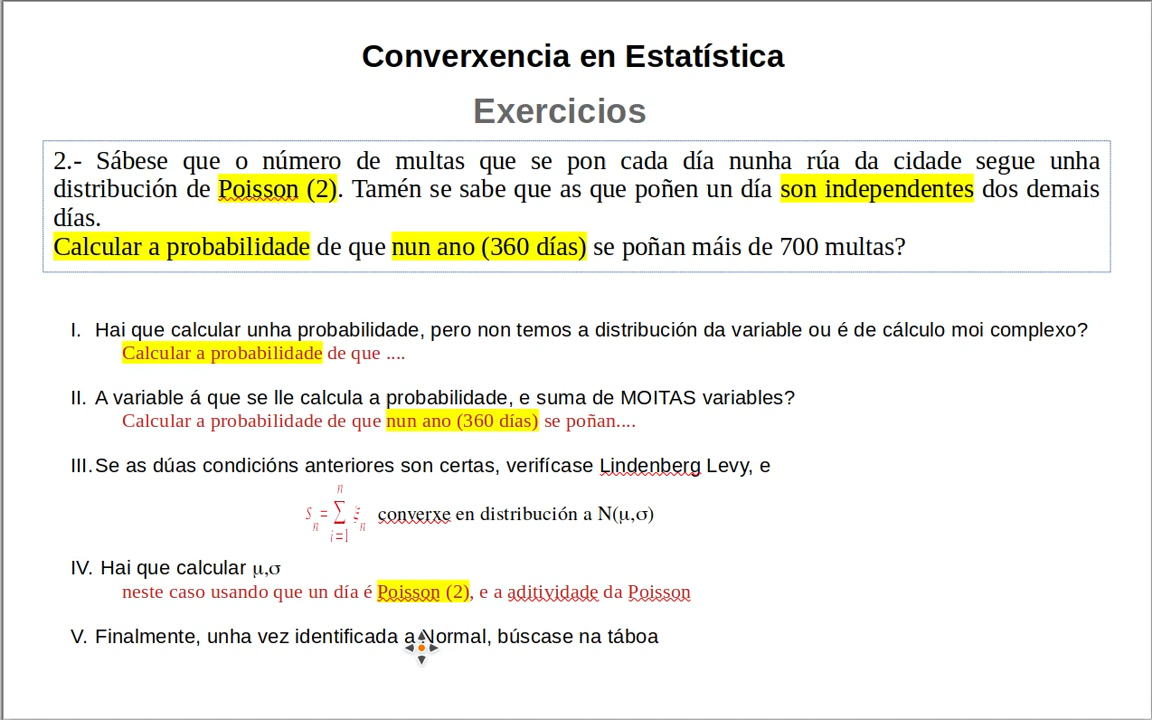 Converxencia en Estatística
Exercicios
2.- Sábese que o número de multas que se pon cada día nunha rúa da cidade segue unha
distribución de Poisson (2). Tamén se sabe que as que poñen un día son independentes dos demais
días.
Calcular a probabilidade de que nun ano (360 días) se poñan máis de 700 multas?
I. Hai que calcular unha probabilidade, pero non temos a distribución da variable ou é de cálculo moi complexo?
Calcular a probabilidade de que ....
II. A variable á que se lle calcula a probabilidade, e suma de MOITAS variables?
Calcular a probabilidade de que nun ano (360 días) se poñan....
III. Se as dúas condicións anteriores son certas, verifícase Lindenberg Levy, e
S_n = ∑_{i=1}^{n} ξ_n converxe en distribución a N(μ,σ)
IV. Hai que calcular μ,σ
neste caso usando que un día é Poisson (2), e a aditividade da Poisson
V. Finalmente, unha vez identificada a Normal, búscase na táboa